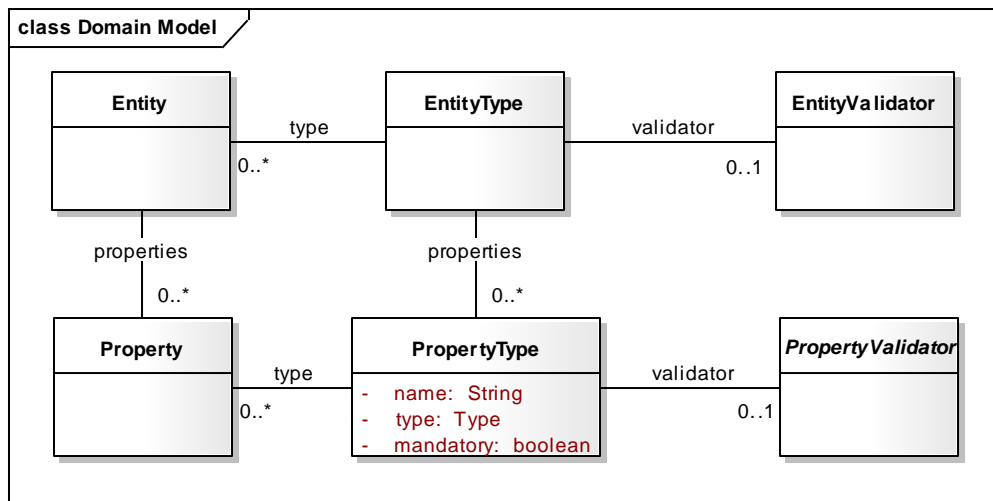 class Domain Model
Entity
EntityType
EntityValidator
type
validator
0..*
0..1
properties
properties
0..*
0..*
Property
PropertyType
PropertyValidator
type
validator
- name: String
0..*
0..1
- type: Type
- mandatory: boolean